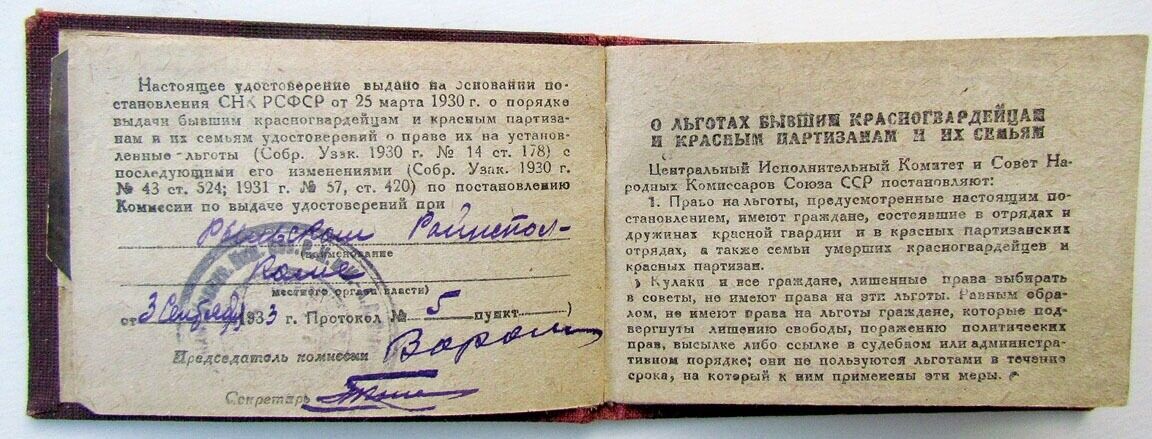 Настоящее удостоверение выдано на основании по-
становления СНК РСФСР от 25 марта 1930 г. о порядке
выдачи бывшим красногвардейцам и красным партиза-
нам и их семьям удостоверений о праве их на установ-
ленные льготы (Собр. Узак. 1930 г. № 14 ст. 178) с
последующими его изменениями (Собр. Узак. 1930 г.
№ 43 ст. 524; 1931 г. № 57, ст. 420) по постановлению
Комиссии по выдаче удостоверений при
Рыльском Райиспол-
(наименование
коме
местного органа власти)
от 3 Сентября 1933 г. Протокол № 5 пункт )
Председатель комиссии
Секретарь
О ЛЬГОТАХ БЫВШИМ КРАСНОГВАРДЕЙЦАМ
И КРАСНЫМ ПАРТИЗАНАМ И ИХ СЕМЬЯМ
Центральный Исполнительный Комитет и Совет На-
родных Комиссаров Союза ССР постановляют:
1. Право на льготы, предусмотренные настоящим по-
становлением, имеют граждане, состоявшие в отрядах и
дружинах красной гвардии и в красных партизанских
отрядах, а также семьи умерших красногвардейцев и
красных партизан.
Кулаки и все граждане, лишенные права выбирать
в советы, не имеют права на эти льготы. Равным обра-
зом, не имеют права на льготы граждане, которые под-
вергнуты лишению свободы, поражению политических
прав, высылке либо ссылке в судебном или администра-
тивном порядке; они не пользуются льготами в течение
срока, на который к ним применены эти меры.